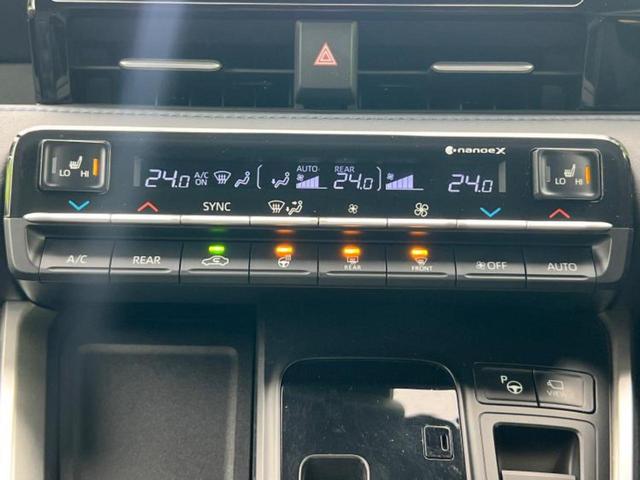 nanoeX
LO HI
24.0 A/C ON AUTO REAR 24.0 24.0
LO HI
SYNC
A/C REAR REAR FRONT OFF AUTO
P
VIEW